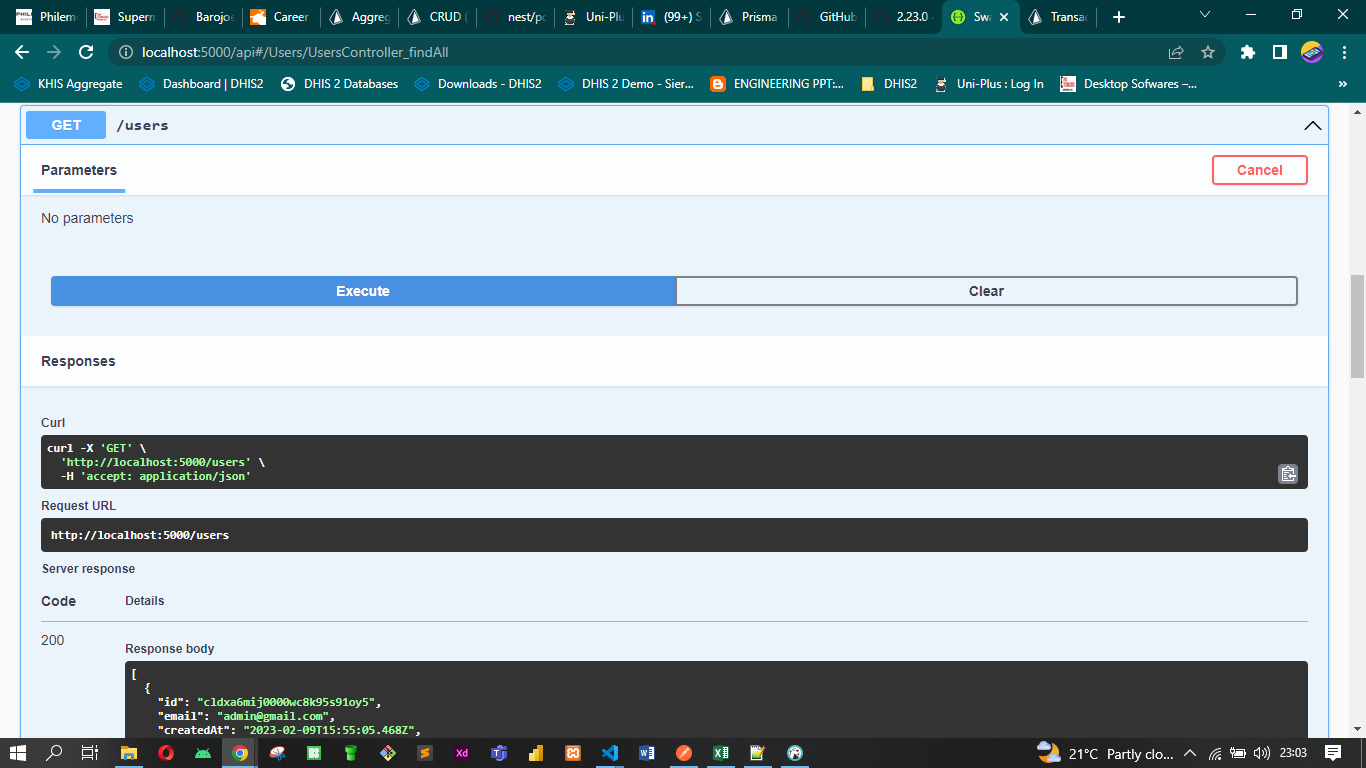 Philem
Supern
Barojo
Career
Aggreg
CRUD (
nest/po
Uni-Plu
(99+) S
Prisma
GitHub
2.23.0
Swa
Transac
localhost:5000/api#/Users/UsersController_findAll
KHIS Aggregate
Dashboard | DHIS2
DHIS 2 Databases
Downloads - DHIS2
DHIS 2 Demo - Sier...
ENGINEERING PPT:...
DHIS2
Uni-Plus : Log In
Desktop Sofwares –...
»
GET
/users
Parameters
Cancel
No parameters
Execute
Clear
Responses
Curl
curl -X 'GET' \
'http://localhost:5000/users' \
-H 'accept: application/json'
Request URL
http://localhost:5000/users
Server response
Code
Details
200
Response body
[
{
"id": "cldxa6mij0000wc8k95s91oy5",
"email": "admin@gmail.com",
"createdAt": "2023-02-09T15:55:05.468Z",
21°C Partly clo...
23:03